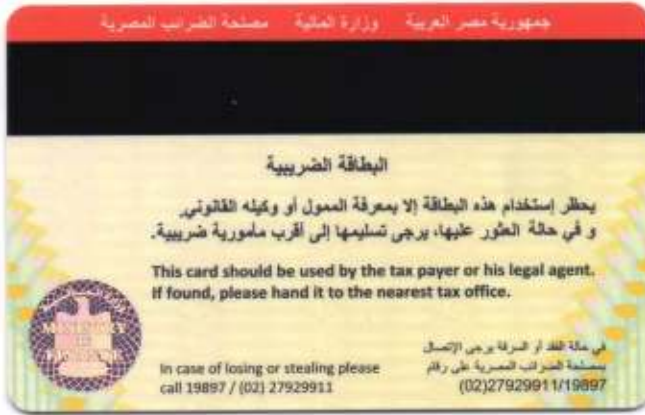 جمهورية مصر العربية وزارة المالية مصلحة الضرائب المصرية
البطاقة الضريبية
يحظر إستخدام هذه البطاقة إلا بمعرفة الممول أو وكيله القانوني.
و في حالة العثور عليها، يرجى تسليمها إلى أقرب مأمورية ضريبية.
This card should be used by the tax payer or his legal agent.
If found, please hand it to the nearest tax office.
MINISTRY
OF
FINANCE
In case of losing or stealing please
call 19897 / (02) 27929911
في حالة الفقد أو السرقة يرجى الإتصال
بمصلحة الضرائب المصرية على رقم
(02)27929911/19897